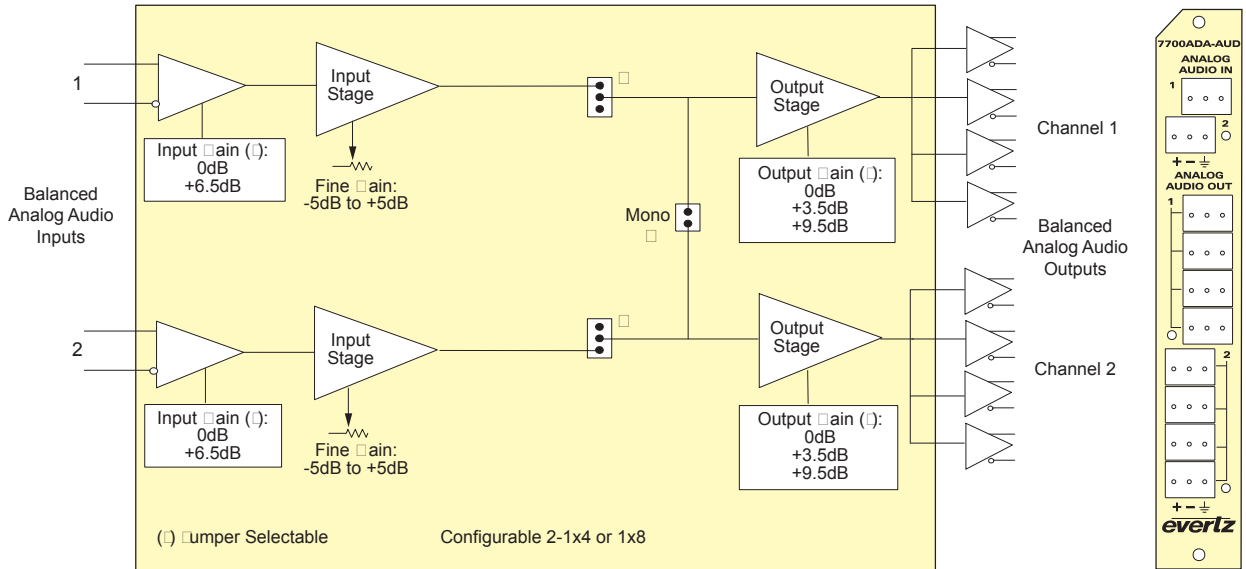 1
Input
Stage
□
Output
Stage
Input □ain (□):
0dB
+6.5dB
Fine □ain:
-5dB to +5dB
Output □ain (□):
0dB
+3.5dB
+9.5dB
Channel 1
Balanced
Analog Audio
Inputs
Mono
□
Balanced
Analog Audio
Outputs
2
Input
Stage
□
Output
Stage
Input □ain (□):
0dB
+6.5dB
Fine □ain:
-5dB to +5dB
Output □ain (□):
0dB
+3.5dB
+9.5dB
Channel 2
(□) □umper Selectable
Configurable 2-1x4 or 1x8
7700ADA-AUD
ANALOG
AUDIO IN
1
2
+ −
ANALOG
AUDIO OUT
1
2
+ −
evertz